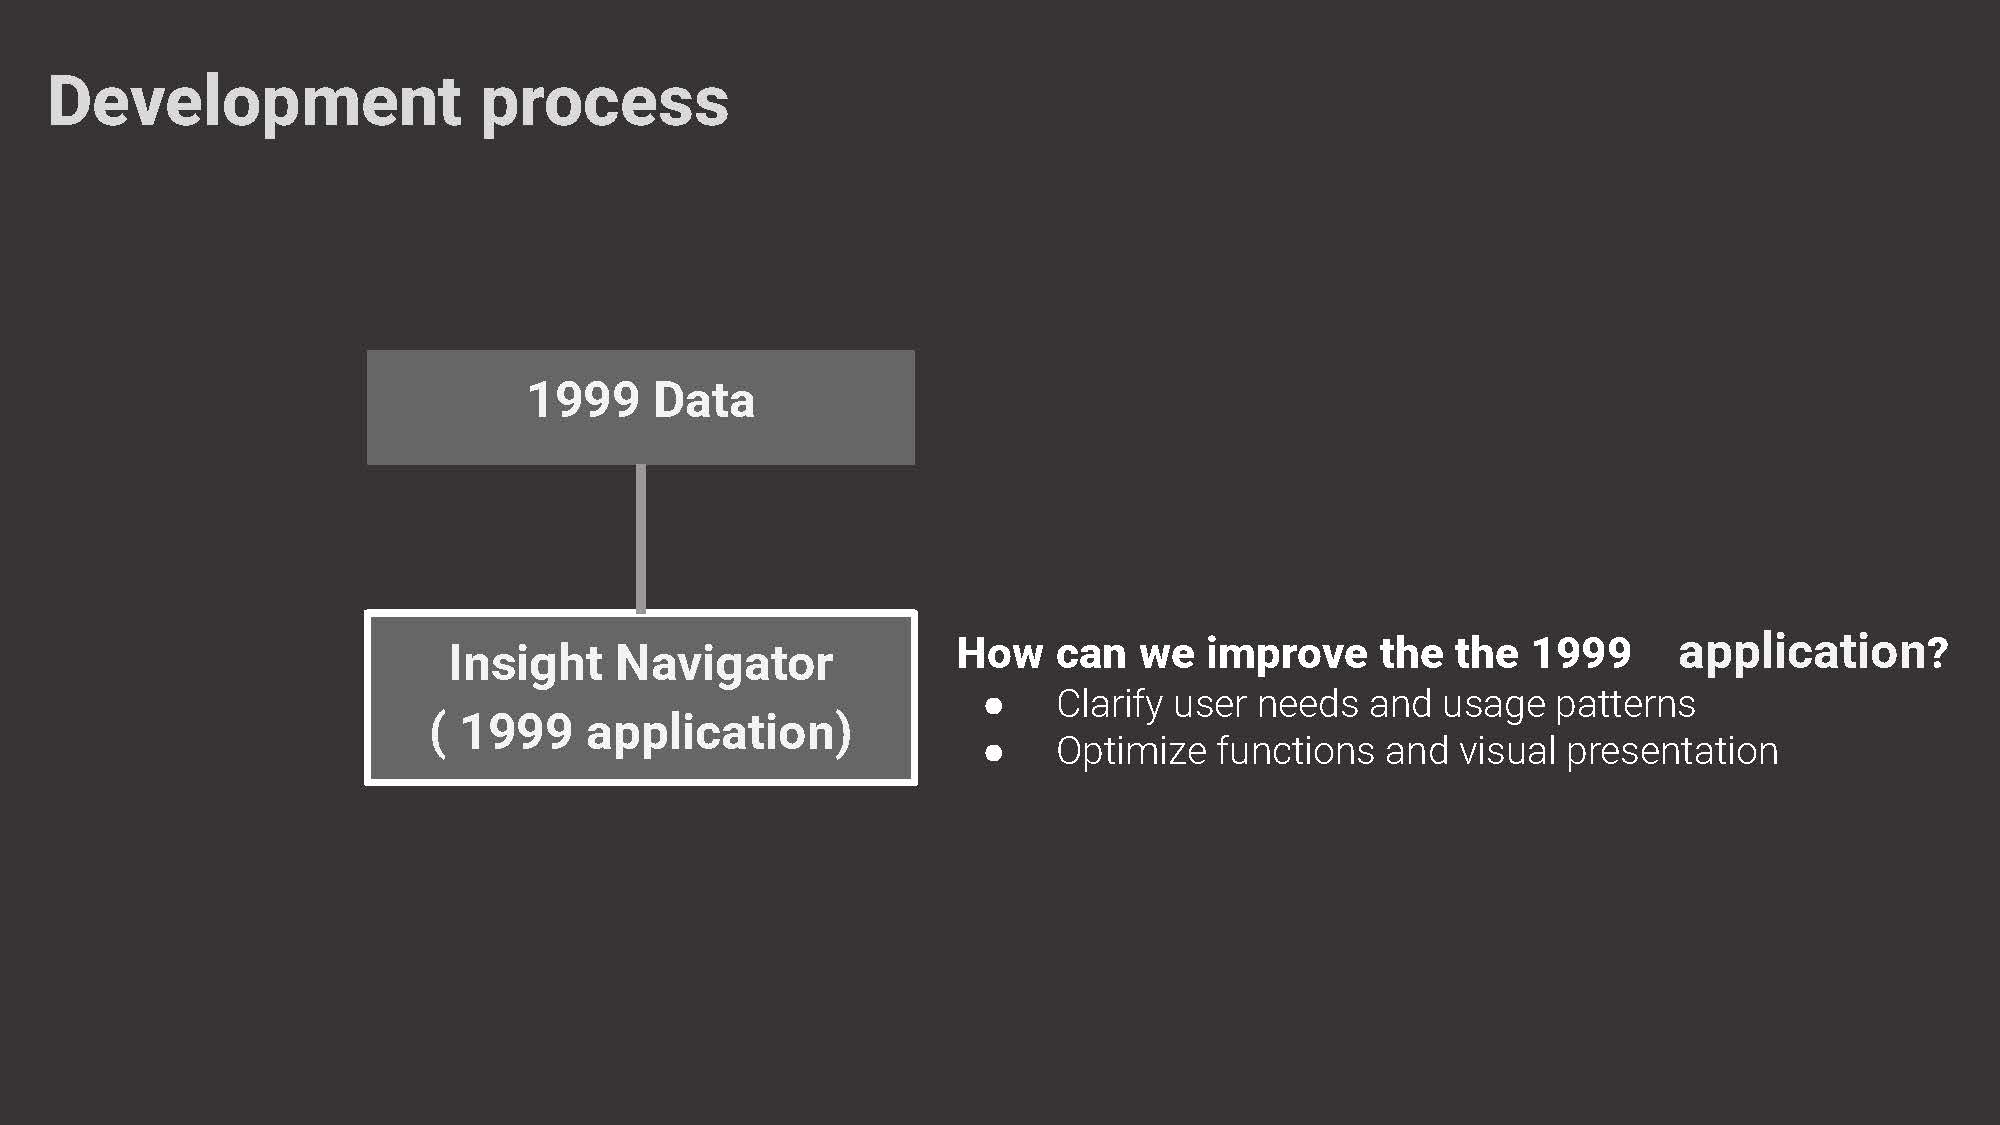 Development process
1999 Data
Insight Navigator
( 1999 application)
How can we improve the the 1999 application?
● Clarify user needs and usage patterns
● Optimize functions and visual presentation